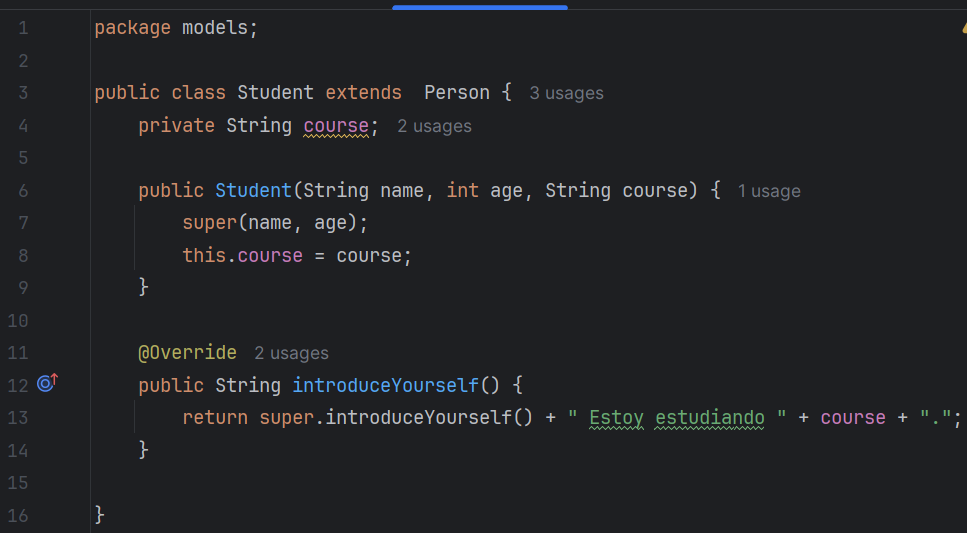 1 package models;
2
3 public class Student extends  Person { 3 usages
4     private String course; 2 usages
5
6     public Student(String name, int age, String course) { 1 usage
7         super(name, age);
8         this.course = course;
9     }
10
11     @Override 2 usages
12     public String introduceYourself() {
13         return super.introduceYourself() + " Estoy estudiando " + course + ".";
14     }
15
16 }